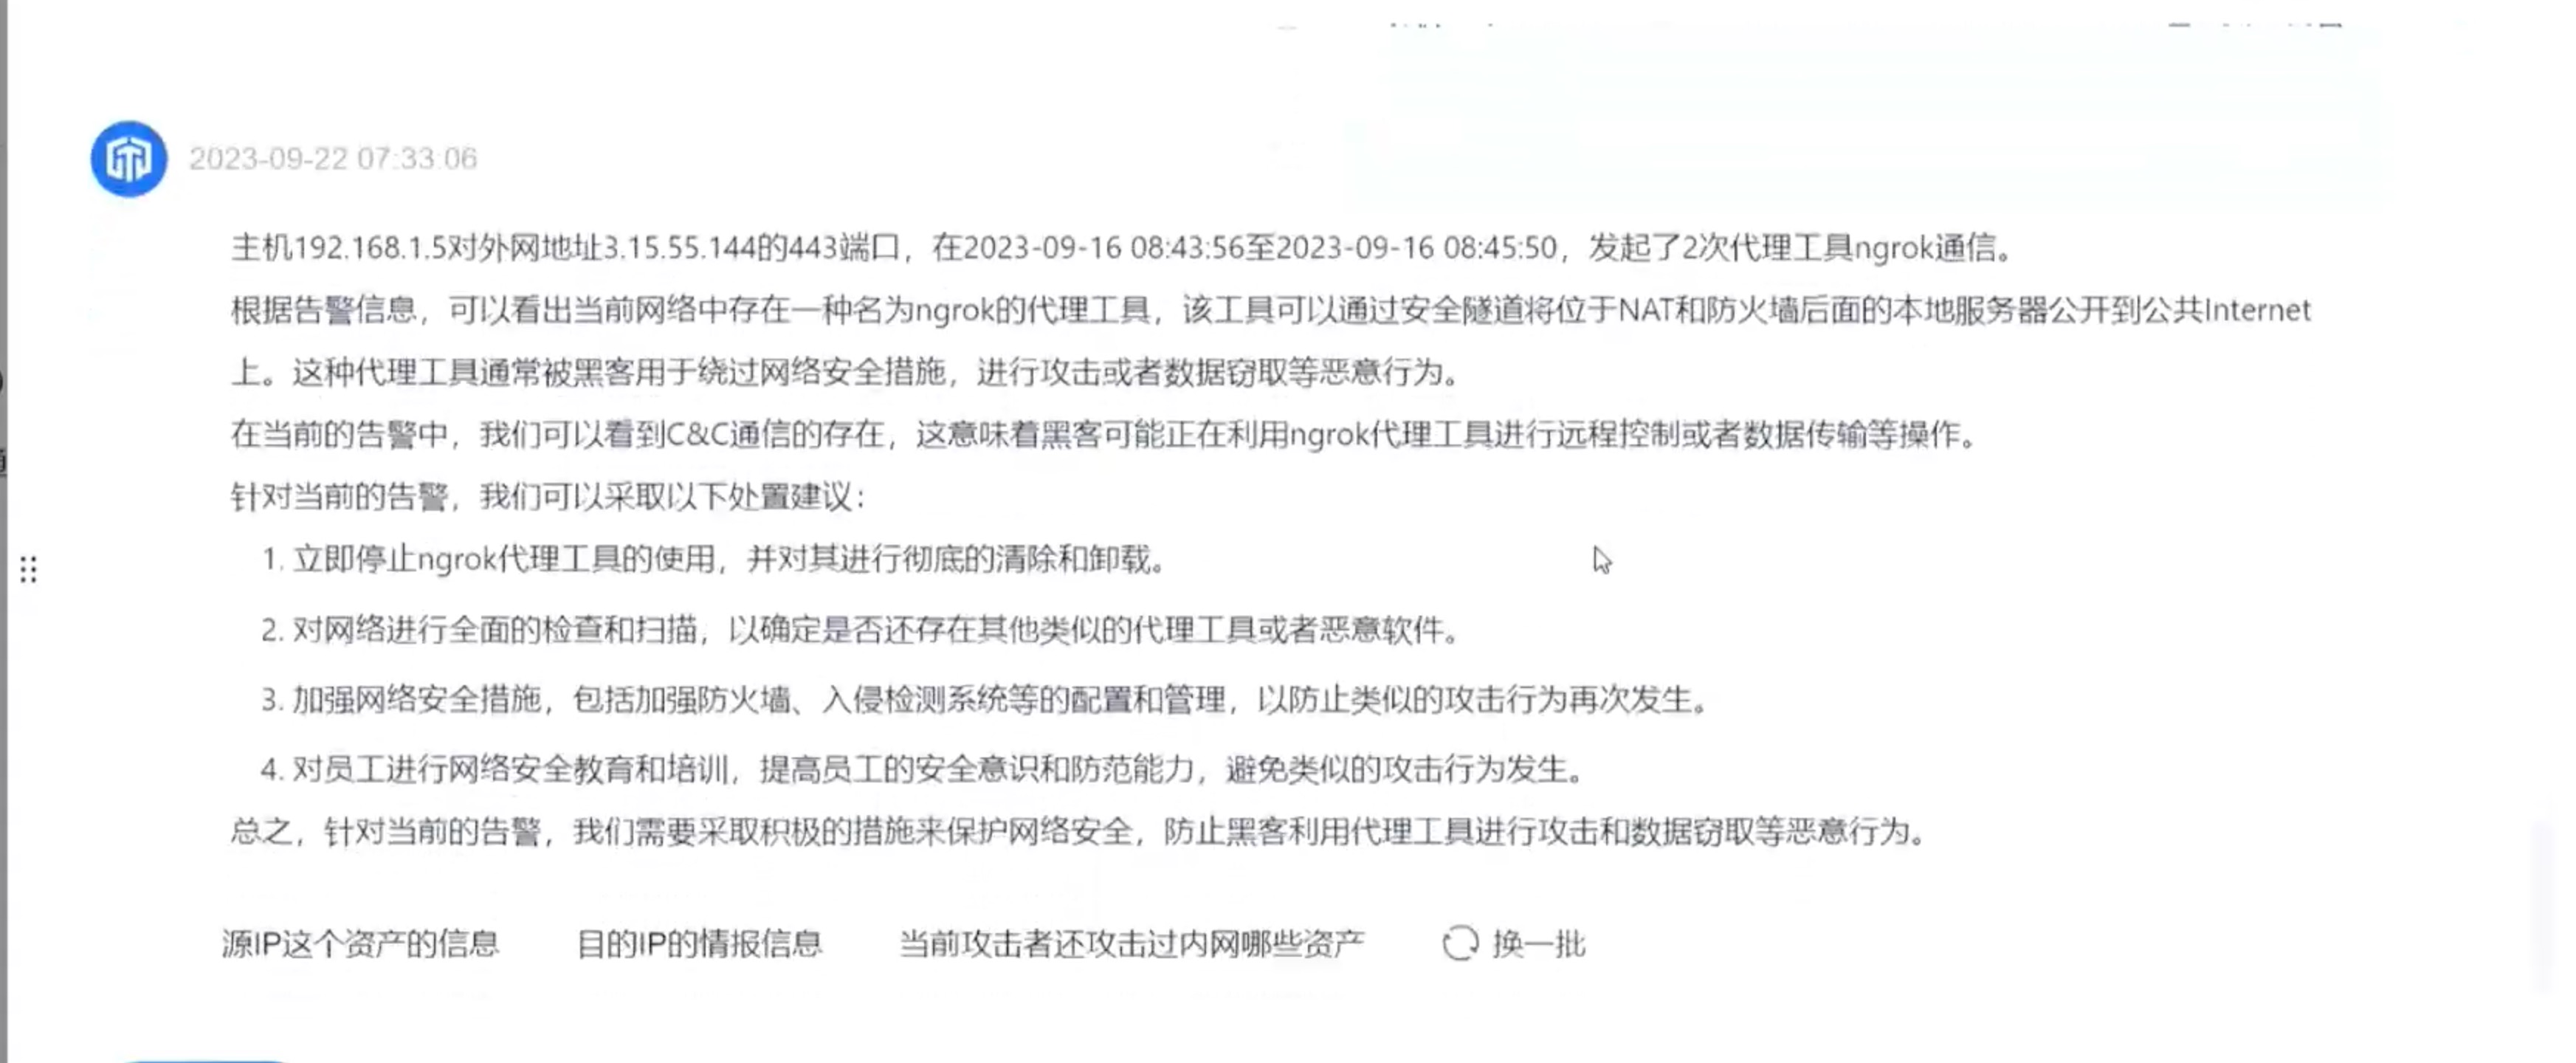 2023-09-22 07:33:06
主机192.168.1.5对外网地址3.15.55.144的443端口，在2023-09-16 08:43:56至2023-09-16 08:45:50，发起了2次代理工具ngrok通信。
根据告警信息，可以看出当前网络中存在一种名为ngrok的代理工具，该工具可以通过安全隧道将位于NAT和防火墙后面的本地服务器公开到公共Internet
上。这种代理工具通常被黑客用于绕过网络安全措施，进行攻击或者数据窃取等恶意行为。
在当前的告警中，我们可以看到C&C通信的存在，这意味着黑客可能正在利用ngrok代理工具进行远程控制或者数据传输等操作。
针对当前的告警，我们可以采取以下处置建议：
1. 立即停止ngrok代理工具的使用，并对其进行彻底的清除和卸载。
2. 对网络进行全面的检查和扫描，以确定是否还存在其他类似的代理工具或者恶意软件。
3. 加强网络安全措施，包括加强防火墙、入侵检测系统等的配置和管理，以防止类似的攻击行为再次发生。
4. 对员工进行网络安全教育和培训，提高员工的安全意识和防范能力，避免类似的攻击行为发生。
总之，针对当前的告警，我们需要采取积极的措施来保护网络安全，防止黑客利用代理工具进行攻击和数据窃取等恶意行为。
源IP这个资产的信息 目的IP的情报信息 当前攻击者还攻击过内网哪些资产 换一批